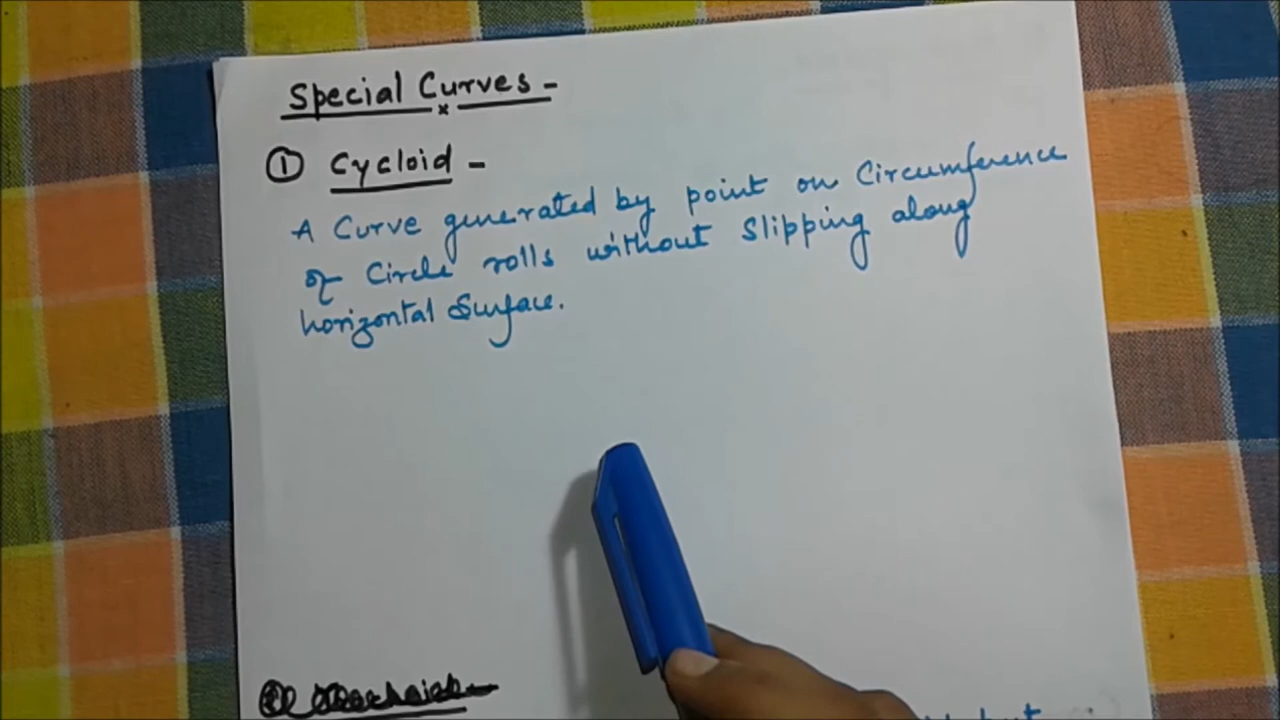 Special Curves -
① Cycloid -
A Curve generated by point on Circumference
of Circle rolls without Slipping along
horizontal Surface.